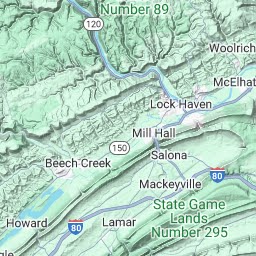 Number 89
120
Woolrich
McElhat
Lock Haven
Mill Hall
150
Salona
Beech Creek
80
Mackeyville
State Game
Lands
Number 295
Howard
Lamar
80